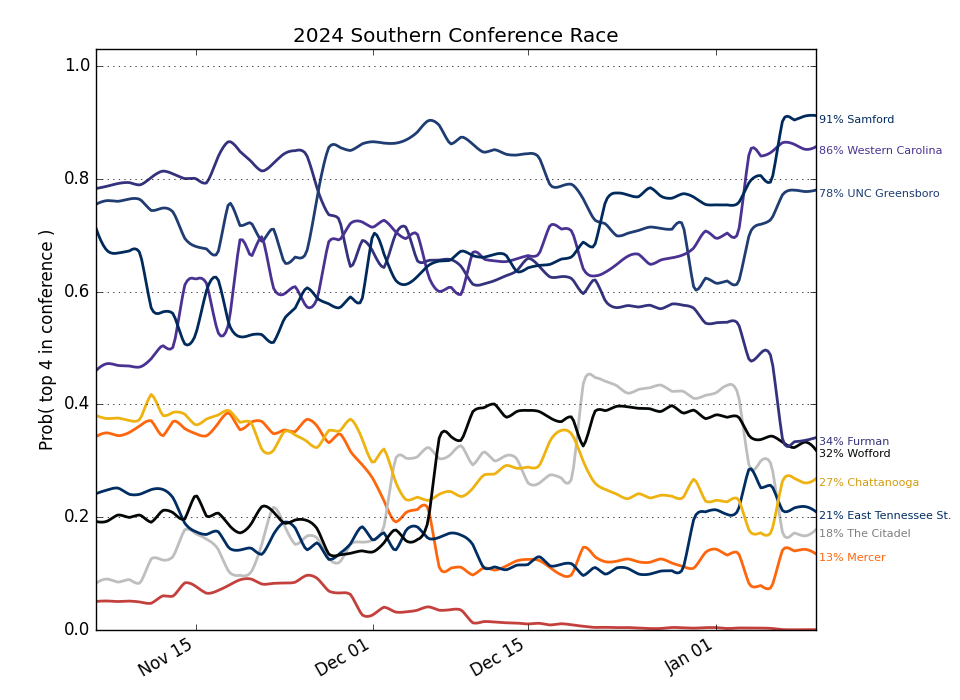 2024 Southern Conference Race
Prob( top 4 in conference )
1.0
0.8
0.6
0.4
0.2
0.0
Nov 15
Dec 01
Dec 15
Jan 01
91% Samford
86% Western Carolina
78% UNC Greensboro
34% Furman
32% Wofford
27% Chattanooga
21% East Tennessee St.
18% The Citadel
13% Mercer